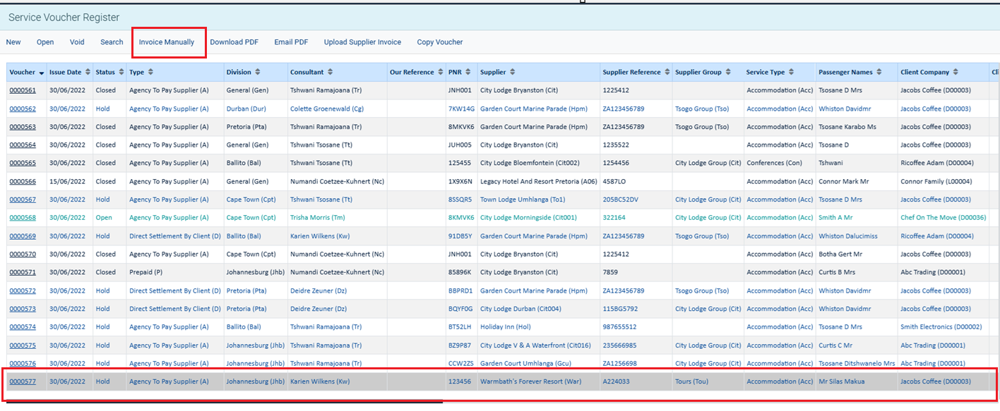 Service Voucher Register
New Open Void Search Invoice Manually Download PDF Email PDF Upload Supplier Invoice Copy Voucher
Voucher Issue Date Status Type Division Consultant Our Reference PNR Supplier Supplier Reference Supplier Group Service Type Passenger Names Client Company Cli
0000561 30/06/2022 Closed Agency To Pay Supplier (A) General (Gen) Tshwani Ramajoana (Tr) JNH001 City Lodge Bryanston (Cit) 1225412 Accommodation (Acc) Tsosane D Mrs Jacobs Coffee (D00003)
0000562 30/06/2022 Hold Agency To Pay Supplier (A) Durban (Dur) Colette Groenewald (Cg) 7KW14G Garden Court Marine Parade (Hpm) ZA123456789 Tsogo Group (Tso) Accommodation (Acc) Whiston Davidmr Jacobs Coffee (D00003)
0000563 30/06/2022 Closed Agency To Pay Supplier (A) Pretoria (Pta) Tshwani Ramajoana (Tr) 8MKVK6 Garden Court Marine Parade (Hpm) ZA123456789 Tsogo Group (Tso) Accommodation (Acc) Tsosane Karabo Ms Jacobs Coffee (D00003)
0000564 30/06/2022 Closed Agency To Pay Supplier (A) General (Gen) Tshwani Tsosane (Tt) JUH005 City Lodge Bryanston (Cit) 1235522 Accommodation (Acc) Tsosane D Jacobs Coffee (D00003)
0000565 30/06/2022 Closed Agency To Pay Supplier (A) Ballito (Bal) Tshwani Tsosane (Tt) 125455 City Lodge Bloemfontein (Cit002) 1254456 City Lodge Group (Cit) Conferences (Con) Tshwani Ricoffee Adam (D00004)
0000566 15/06/2022 Closed Agency To Pay Supplier (A) General (Gen) Numandi Coetzee-Kuhnert (Nc) 1X9X6N Legacy Hotel And Resort Pretoria (A06) 4587LO Accommodation (Acc) Connor Mark Mr Connor Family (L00004)
0000567 30/06/2022 Hold Agency To Pay Supplier (A) Cape Town (Cpt) Tshwani Tsosane (Tt) 8SSQR5 Town Lodge Umhlanga (To1) 205BC52DV City Lodge Group (Cit) Accommodation (Acc) Tsosane D Mrs Jacobs Coffee (D00003)
0000568 30/06/2022 Open Agency To Pay Supplier (A) Cape Town (Cpt) Trisha Morris (Tm) 8KMVK6 City Lodge Morningside (Cit001) 322164 City Lodge Group (Cit) Accommodation (Acc) Smith A Mr Chef On The Move (D00036)
0000569 30/06/2022 Hold Direct Settlement By Client (D) Ballito (Bal) Karien Wilkens (Kw) 91DB5Y Garden Court Marine Parade (Hpm) ZA123456789 Tsogo Group (Tso) Accommodation (Acc) Whiston Dalucimiss Ricoffee Adam (D00004)
0000570 30/06/2022 Closed Agency To Pay Supplier (A) Cape Town (Cpt) Numandi Coetzee-Kuhnert (Nc) JNH001 City Lodge Bryanston (Cit) 1225412 Accommodation (Acc) Botha Gert Mr Jacobs Coffee (D00003)
0000571 30/06/2022 Closed Prepaid (P) Johannesburg (Jhb) Numandi Coetzee-Kuhnert (Nc) 85896K City Lodge Bryanston (Cit) 7859 Accommodation (Acc) Curtis B Mrs Abc Trading (D00001)
0000572 30/06/2022 Hold Direct Settlement By Client (D) Pretoria (Pta) Deidre Zeuner (Dz) BBPRD1 Garden Court Marine Parade (Hpm) ZA123456789 Tsogo Group (Tso) Accommodation (Acc) Whiston Davidmr Jacobs Coffee (D00003)
0000573 30/06/2022 Hold Direct Settlement By Client (D) Pretoria (Pta) Deidre Zeuner (Dz) BQYF0G City Lodge Durban (Cit004) 115BG5792 City Lodge Group (Cit) Accommodation (Acc) Whiston Davidmr Jacobs Coffee (D00003)
0000574 30/06/2022 Hold Agency To Pay Supplier (A) Ballito (Bal) Tshwani Ramajoana (Tr) BT52LH Holiday Inn (Hol) 987655512 Accommodation (Acc) Tsosane D Mrs Smith Electronics (D00002)
0000575 30/06/2022 Hold Agency To Pay Supplier (A) Johannesburg (Jhb) Tshwani Ramajoana (Tr) BZ9P87 City Lodge V & A Waterfront (Cit016) 235666985 City Lodge Group (Cit) Accommodation (Acc) Curtis C Mr Abc Trading (D00001)
0000576 30/06/2022 Hold Agency To Pay Supplier (A) Johannesburg (Jhb) Tshwani Ramajoana (Tr) CCW2ZS Garden Court Umhlanga (Gcu) ZA1256698 City Lodge Group (Cit) Accommodation (Acc) Tsosane Ditshwanelo Mrs Abc Trading (D00001)
0000577 30/06/2022 Hold Agency To Pay Supplier (A) Johannesburg (Jhb) Karien Wilkens (Kw) 123456 Warmbath's Forever Resort (War) A224033 Tours (Tou) Accommodation (Acc) Mr Silas Makua Jacobs Coffee (D00003)